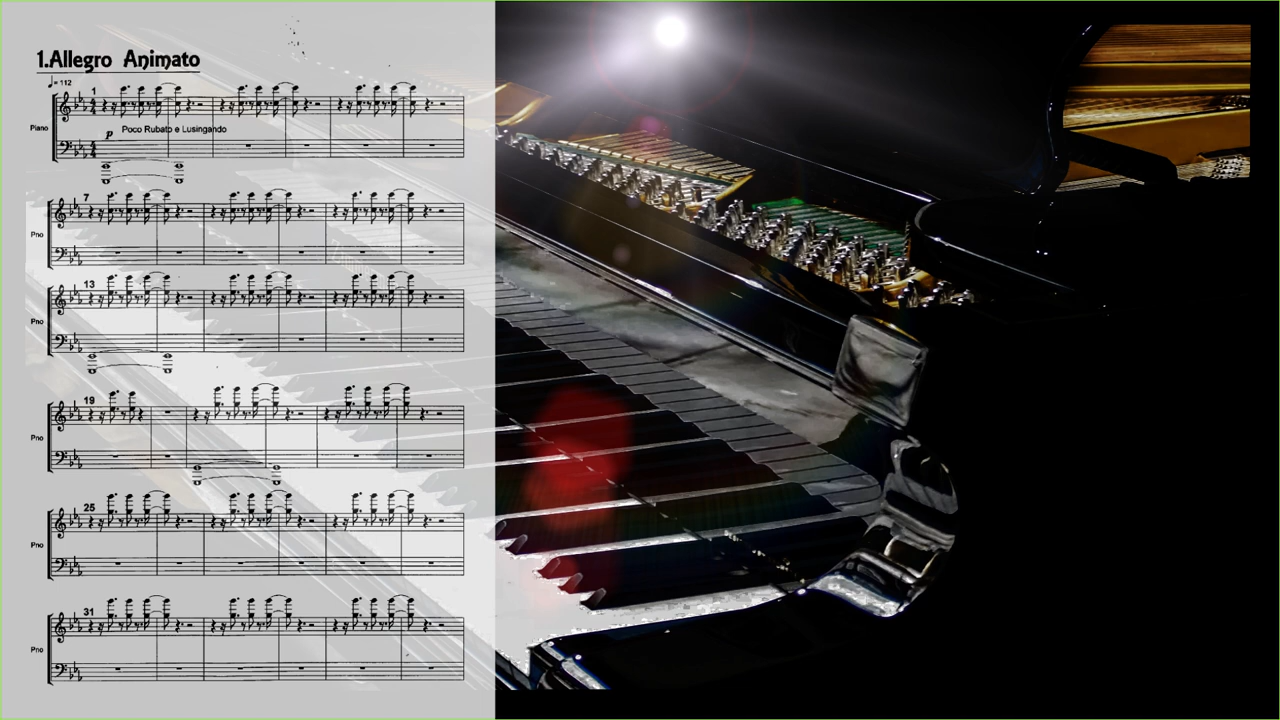 1.Allegro Animato
♩= 112
1
Piano
p Poco Rubato e Lusingando
7
Pno
13
Pno
19
Pno
25
Pno
31
Pno